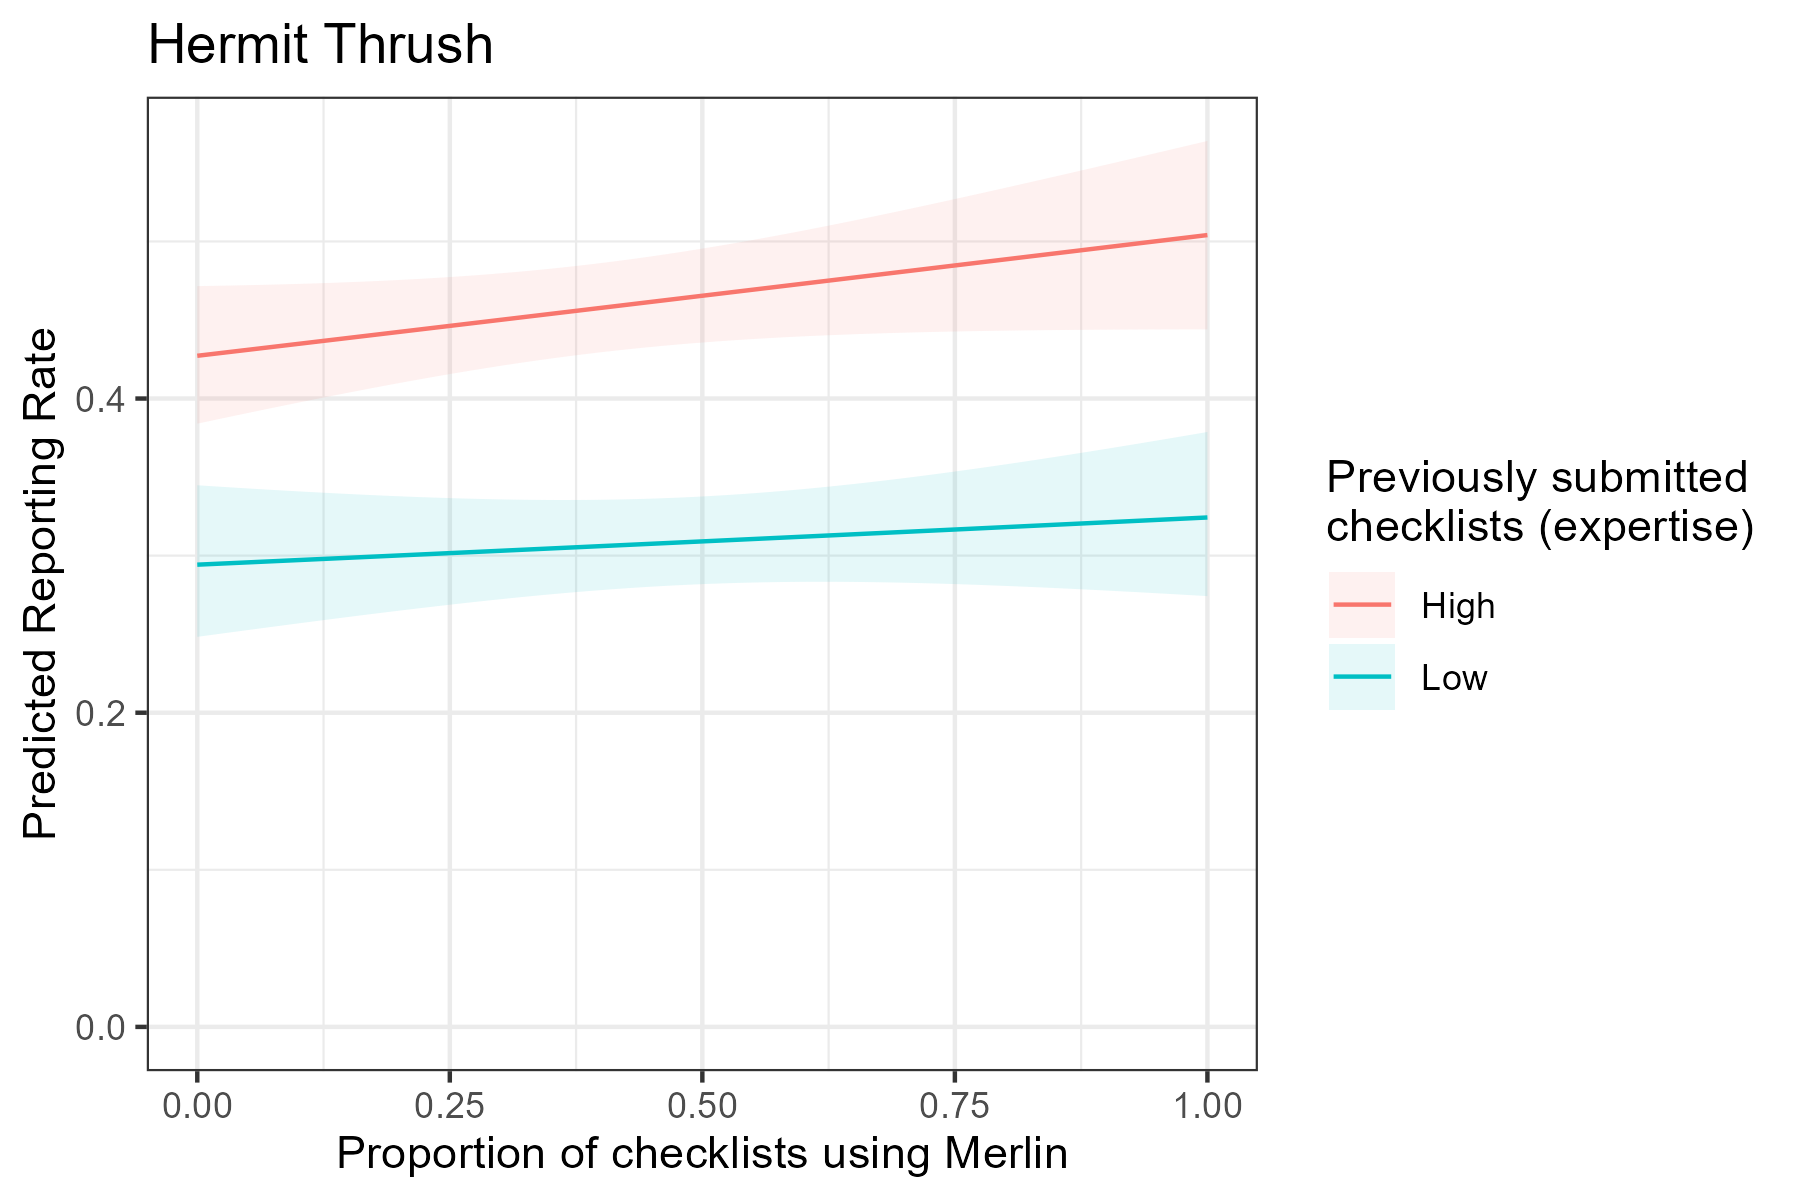 Hermit Thrush
Predicted Reporting Rate
0.4
0.2
0.0
0.00 0.25 0.50 0.75 1.00
Proportion of checklists using Merlin
Previously submitted
checklists (expertise)
High
Low